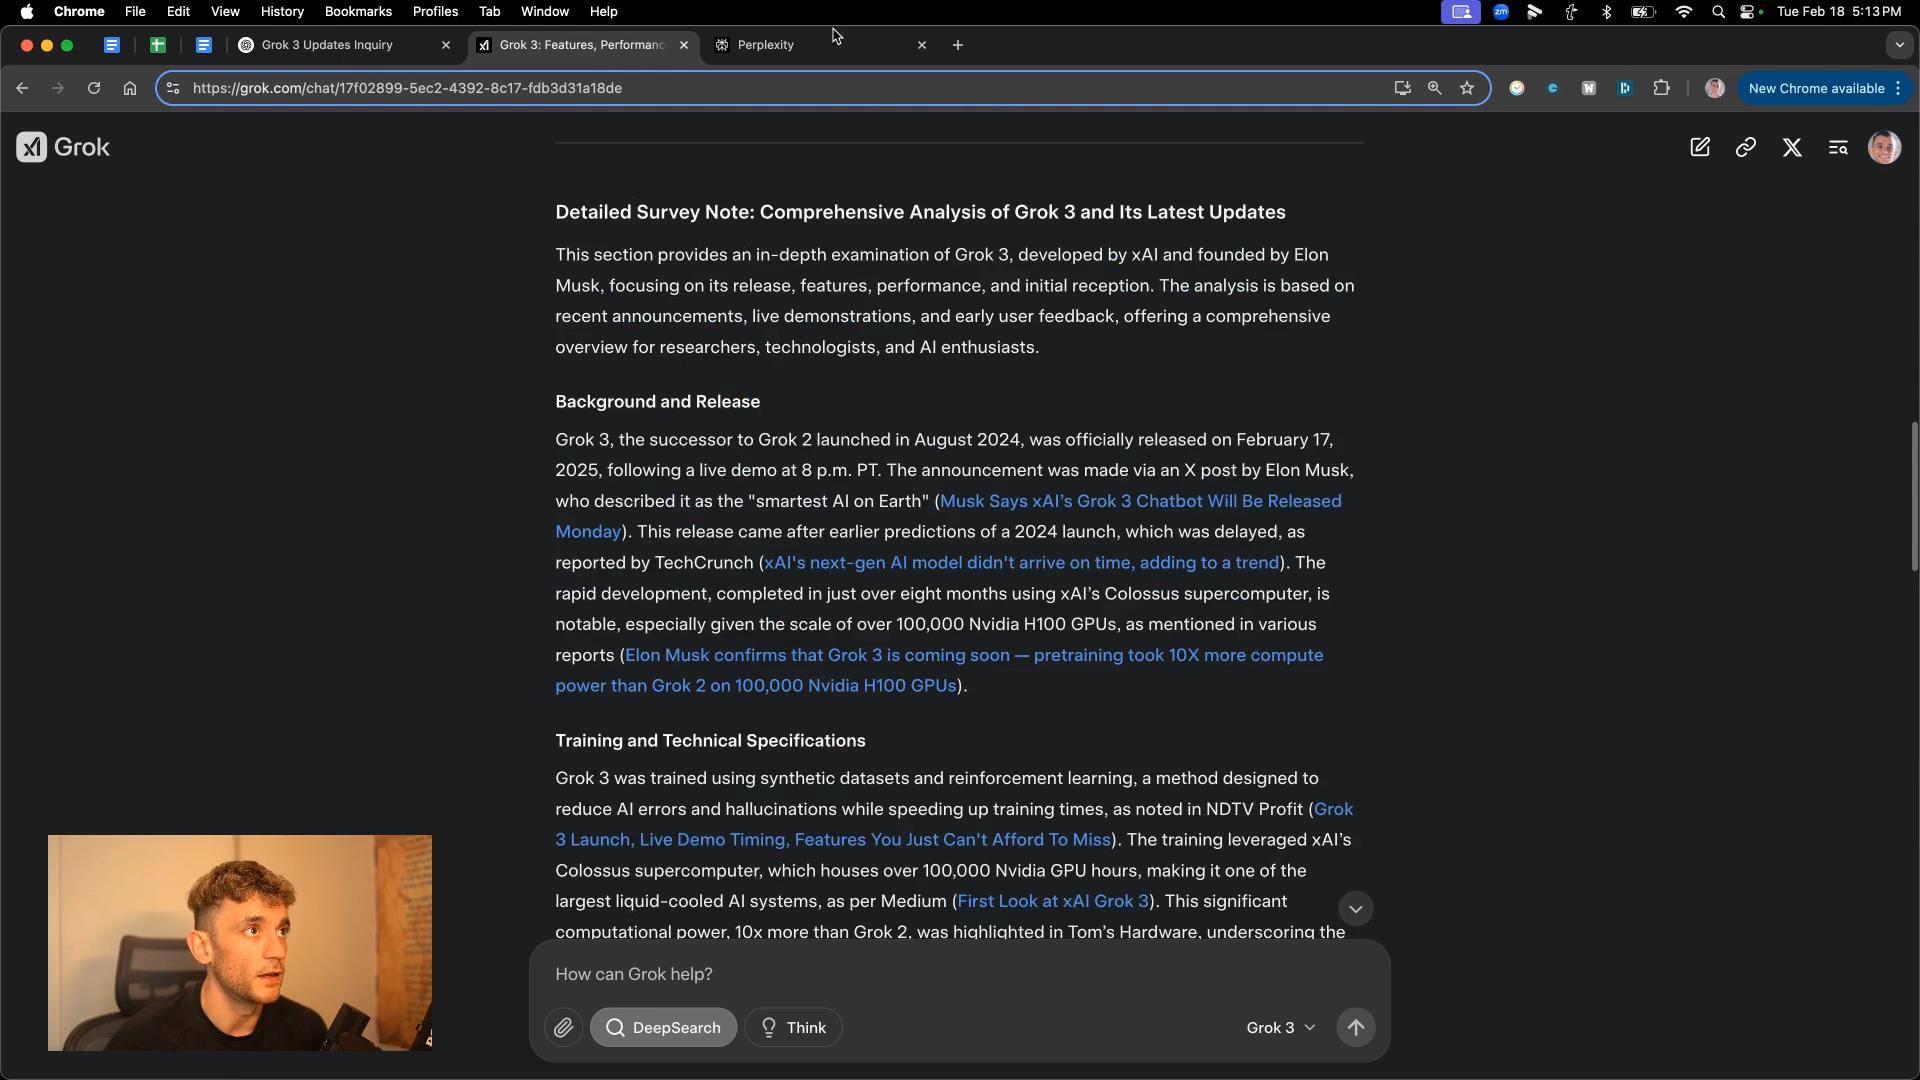 Chrome File Edit View History Bookmarks Profiles Tab Window Help
zm
Tue Feb 18 5:13 PM
Grok 3 Updates Inquiry
Grok 3: Features, Performanc
Perplexity
https://grok.com/chat/17f02899-5ec2-4392-8c17-fdb3d31a18de
New Chrome available
Grok
Detailed Survey Note: Comprehensive Analysis of Grok 3 and Its Latest Updates
This section provides an in-depth examination of Grok 3, developed by xAI and founded by Elon
Musk, focusing on its release, features, performance, and initial reception. The analysis is based on
recent announcements, live demonstrations, and early user feedback, offering a comprehensive
overview for researchers, technologists, and AI enthusiasts.
Background and Release
Grok 3, the successor to Grok 2 launched in August 2024, was officially released on February 17,
2025, following a live demo at 8 p.m. PT. The announcement was made via an X post by Elon Musk,
who described it as the "smartest AI on Earth" (Musk Says xAI's Grok 3 Chatbot Will Be Released
Monday). This release came after earlier predictions of a 2024 launch, which was delayed, as
reported by TechCrunch (xAI's next-gen AI model didn't arrive on time, adding to a trend). The
rapid development, completed in just over eight months using xAI's Colossus supercomputer, is
notable, especially given the scale of over 100,000 Nvidia H100 GPUs, as mentioned in various
reports (Elon Musk confirms that Grok 3 is coming soon — pretraining took 10X more compute
power than Grok 2 on 100,000 Nvidia H100 GPUs).
Training and Technical Specifications
Grok 3 was trained using synthetic datasets and reinforcement learning, a method designed to
reduce AI errors and hallucinations while speeding up training times, as noted in NDTV Profit (Grok
3 Launch, Live Demo Timing, Features You Just Can't Afford To Miss). The training leveraged xAI's
Colossus supercomputer, which houses over 100,000 Nvidia GPU hours, making it one of the
largest liquid-cooled AI systems, as per Medium (First Look at xAI Grok 3). This significant
computational power, 10x more than Grok 2, was highlighted in Tom's Hardware, underscoring the
How can Grok help?
DeepSearch
Think
Grok 3